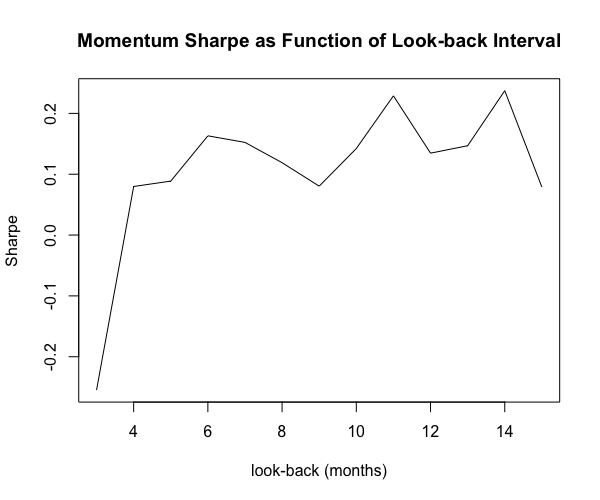 Momentum Sharpe as Function of Look-back Interval
0.2
0.1
0.0
-0.1
-0.2
Sharpe
4 6 8 10 12 14
look-back (months)